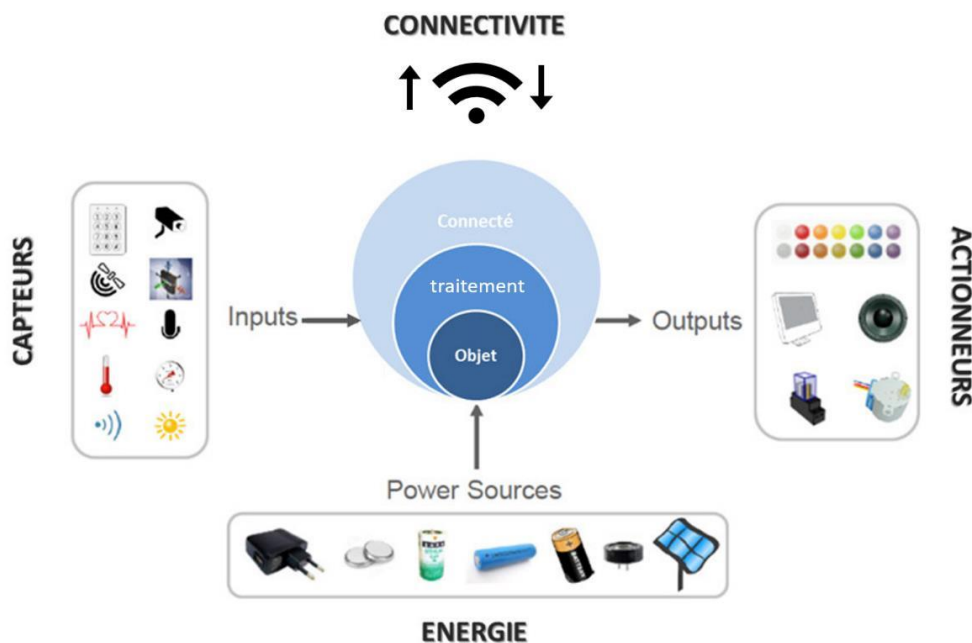 CONNECTIVITE
CAPTEURS
Inputs
Connecté
traitement
Objet
Outputs
ACTIONNEURS
Power Sources
ENERGIE